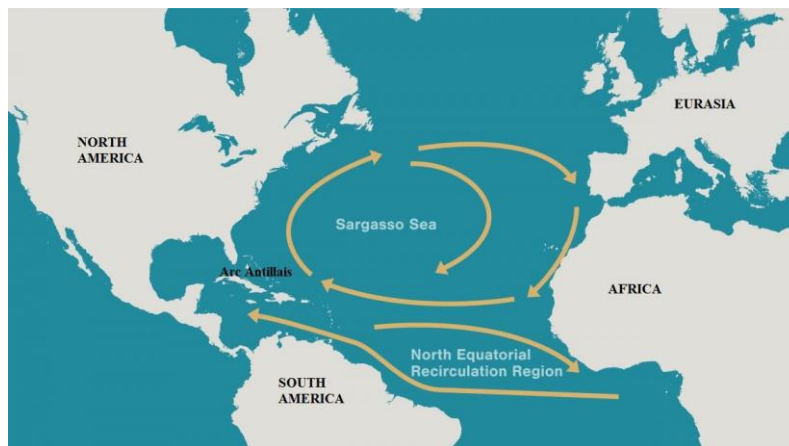 EURASIA
NORTH
AMERICA
Sargasso Sea
Arc Antillais
AFRICA
North Equatorial
Recirculation Region
SOUTH
AMERICA